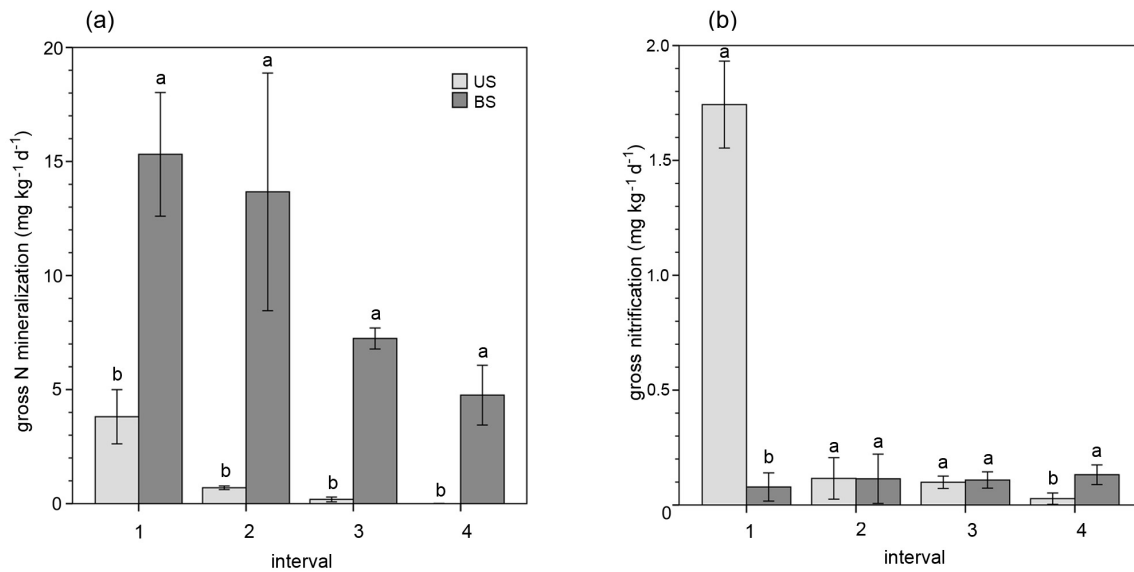 (a)
gross N mineralization (mg kg⁻¹ d⁻¹)
20
15
10
5
0
US
BS
a
a
a
a
b
b
b
b
1 2 3 4
interval
(b)
gross nitrification (mg kg⁻¹ d⁻¹)
2.0
1.5
1.0
0.5
0
a
b
a
a
a
a
b
a
1 2 3 4
interval